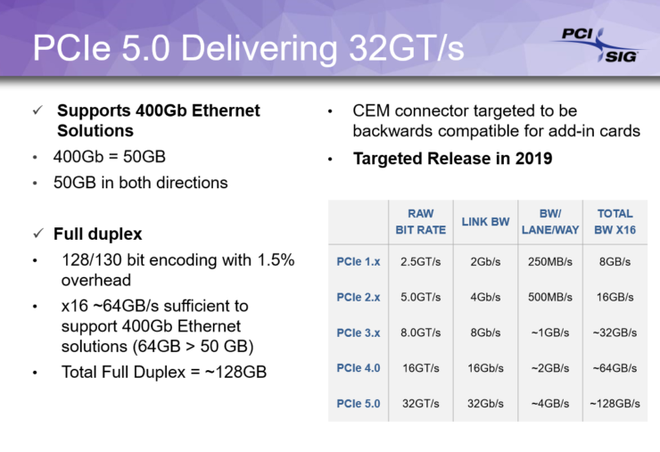 PCIe 5.0 Delivering 32GT/s
PCI
SIG
✓ Supports 400Gb Ethernet
Solutions
• 400Gb = 50GB
• 50GB in both directions
✓ Full duplex
• 128/130 bit encoding with 1.5%
overhead
• x16 ~64GB/s sufficient to
support 400Gb Ethernet
solutions (64GB > 50 GB)
• Total Full Duplex = ~128GB
• CEM connector targeted to be
backwards compatible for add-in cards
• Targeted Release in 2019
RAW BIT RATE LINK BW BW/ LANE/WAY TOTAL BW X16
PCIe 1.x 2.5GT/s 2Gb/s 250MB/s 8GB/s
PCIe 2.x 5.0GT/s 4Gb/s 500MB/s 16GB/s
PCIe 3.x 8.0GT/s 8Gb/s ~1GB/s ~32GB/s
PCIe 4.0 16GT/s 16Gb/s ~2GB/s ~64GB/s
PCIe 5.0 32GT/s 32Gb/s ~4GB/s ~128GB/s